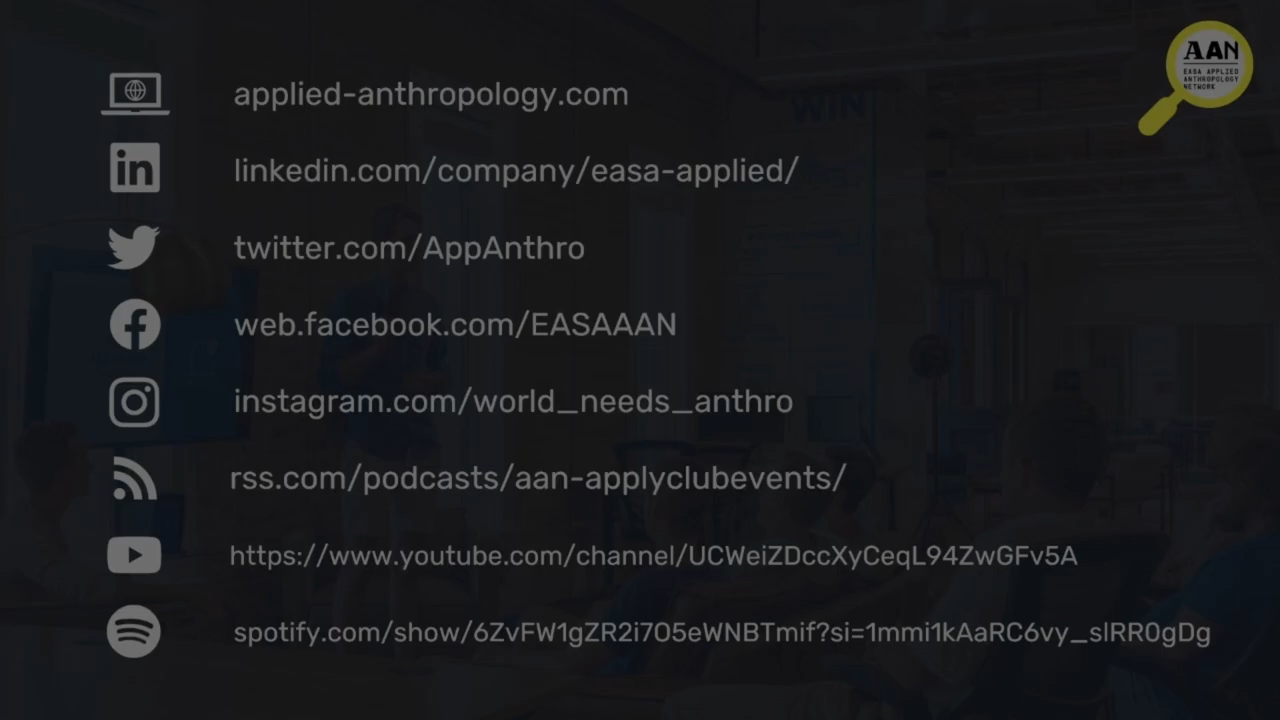 AAN
EASA APPLIED
ANTHROPOLOGY
NETWORK
WIN
applied-anthropology.com
linkedin.com/company/easa-applied/
twitter.com/AppAnthro
web.facebook.com/EASAAAN
instagram.com/world_needs_anthro
rss.com/podcasts/aan-applyclubevents/
https://www.youtube.com/channel/UCWeiZDccXyCeqL94ZwGFv5A
spotify.com/show/6ZvFW1gZR2i7O5eWNBTmif?si=1mmi1kAaRC6vy_slRR0gDg